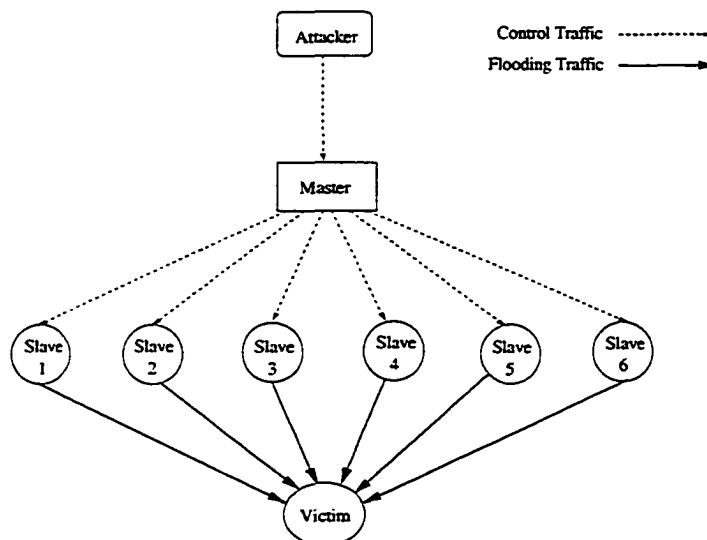 Attacker
Control Traffic
Flooding Traffic
Master
Slave
1
Slave
2
Slave
3
Slave
4
Slave
5
Slave
6
Victim